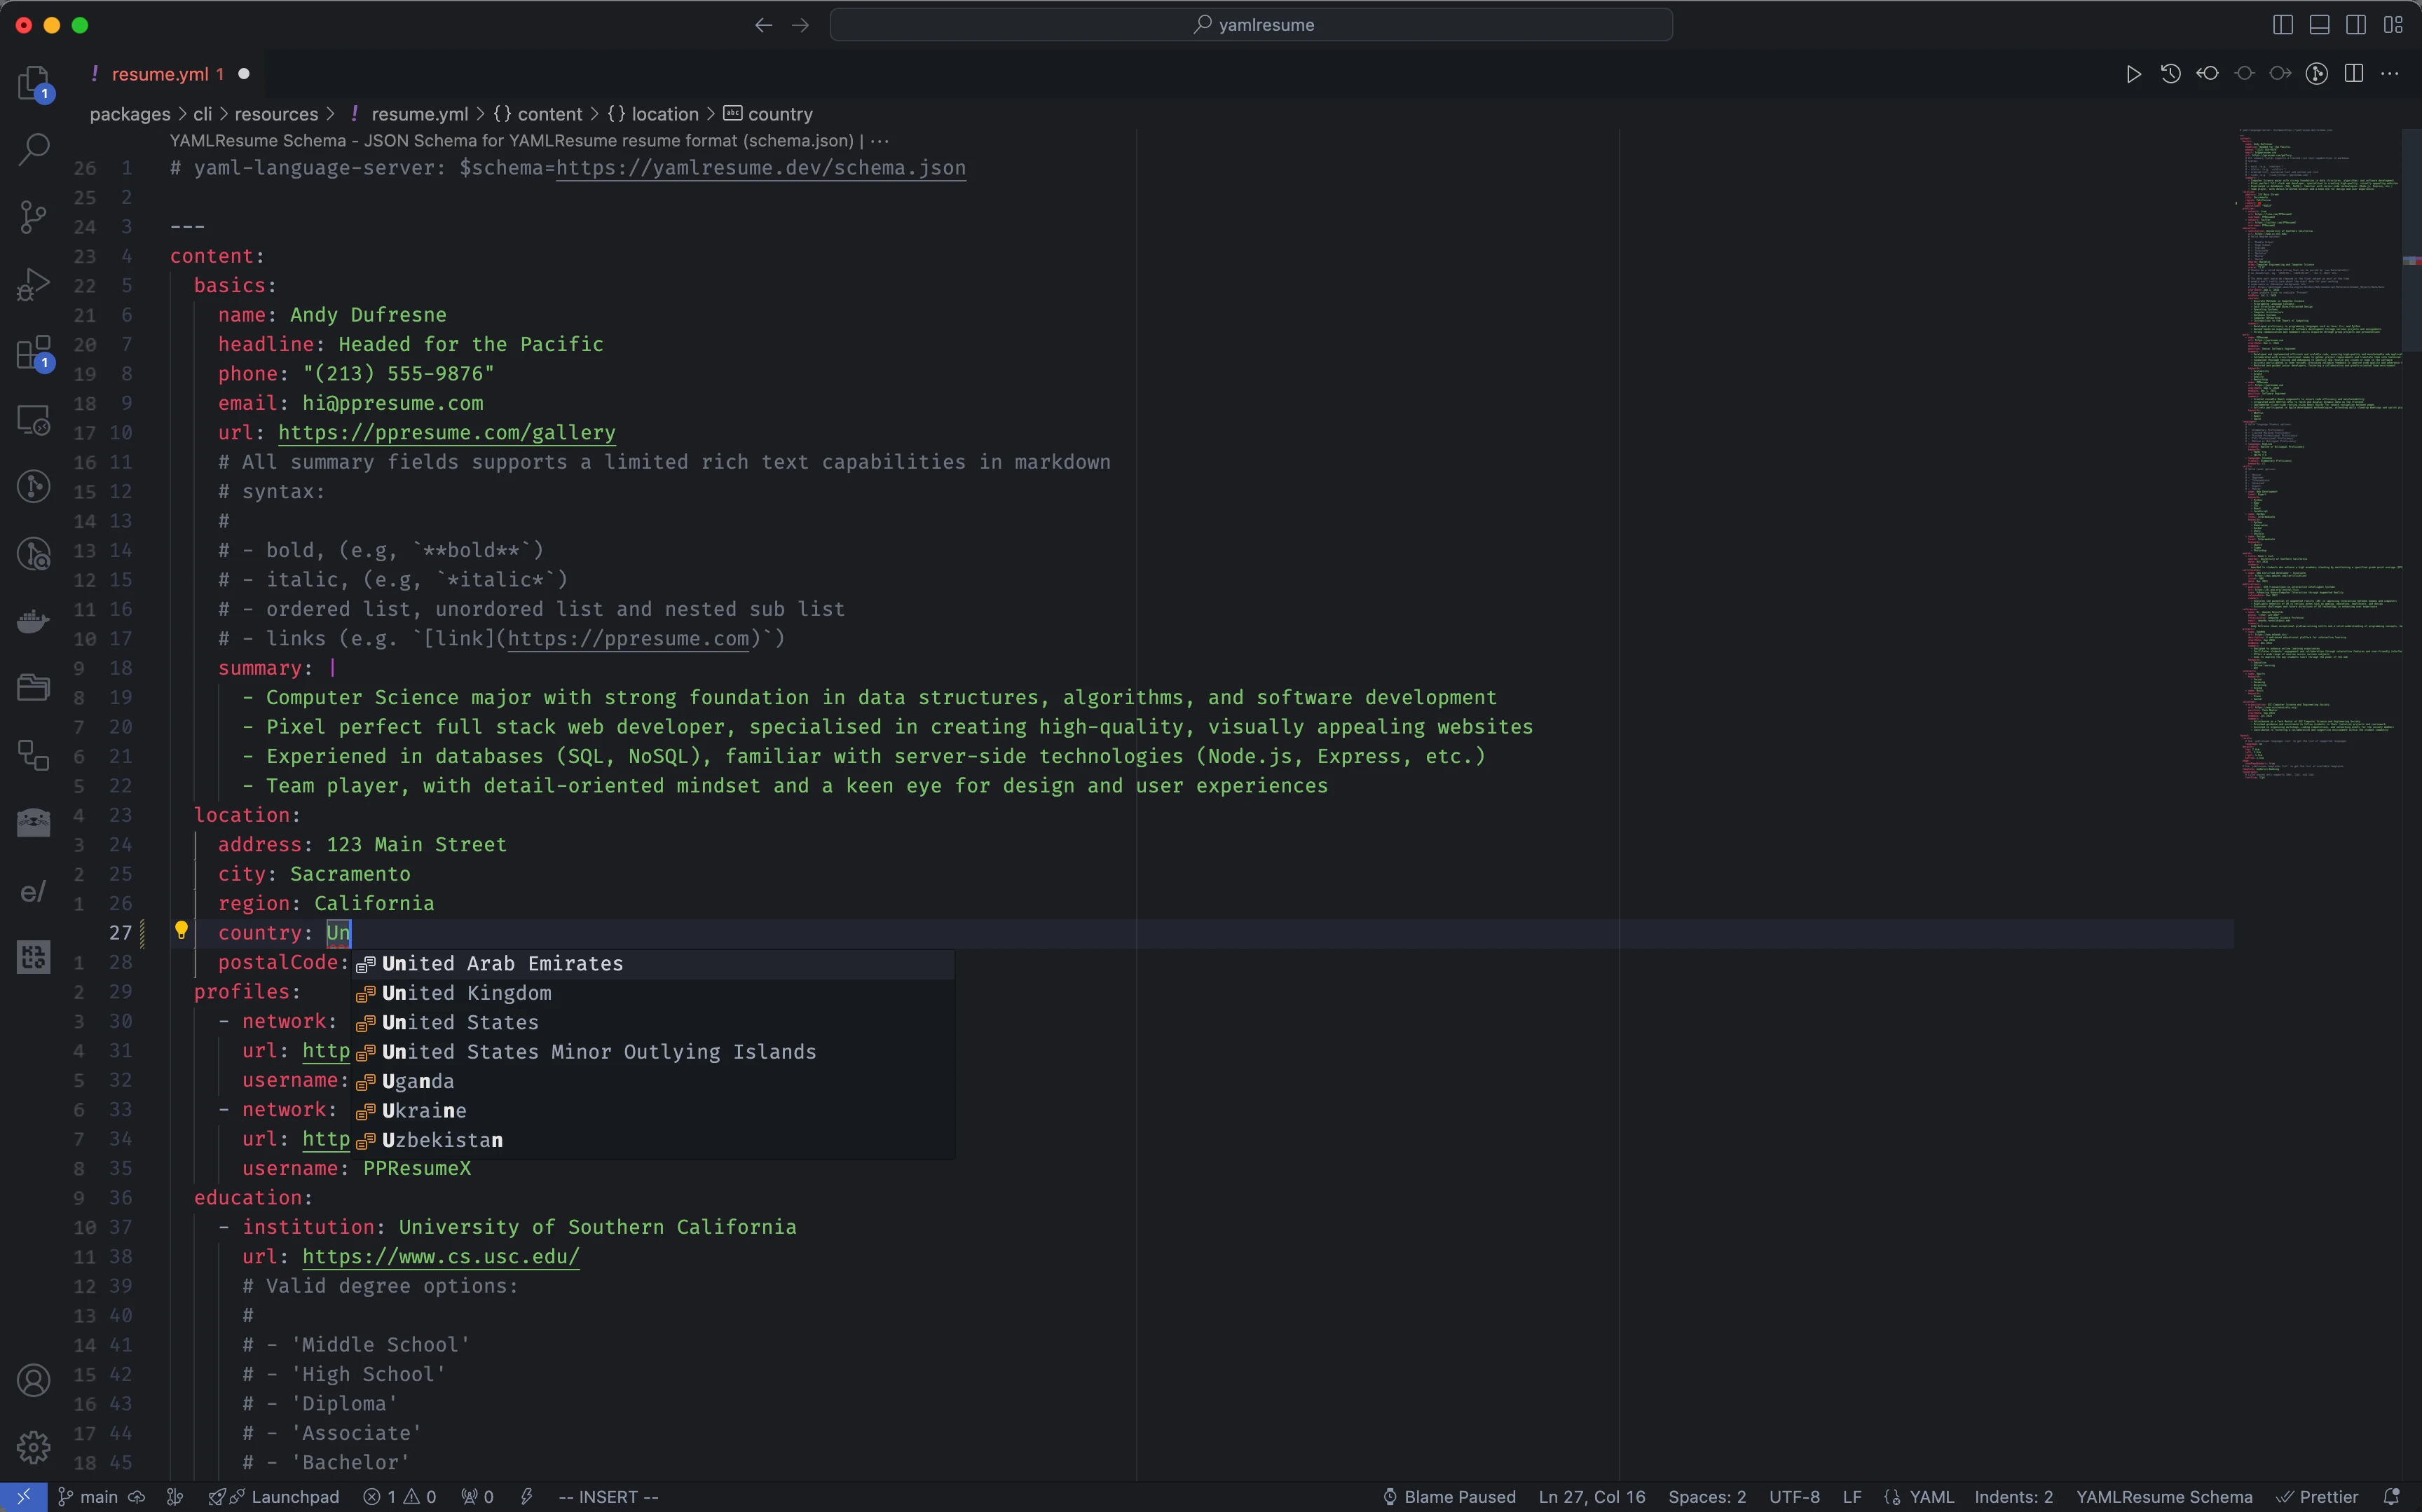 yamlresume
! resume.yml 1
packages > cli > resources > ! resume.yml > {} content > {} location > abc country
YAMLResume Schema - JSON Schema for YAMLResume resume format (schema.json) | ...
26 1 # yaml-language-server: $schema=https://yamlresume.dev/schema.json
25 2
24 3 ---
23 4 content:
22 5 basics:
21 6 name: Andy Dufresne
20 7 headline: Headed for the Pacific
19 8 phone: "(213) 555-9876"
18 9 email: hi@ppresume.com
17 10 url: https://ppresume.com/gallery
16 11 # All summary fields supports a limited rich text capabilities in markdown
15 12 # syntax:
14 13 #
13 14 # - bold, (e.g, `**bold**`)
12 15 # - italic, (e.g, `*italic*`)
11 16 # - ordered list, unordored list and nested sub list
10 17 # - links (e.g. `[link](https://ppresume.com)`)
9 18 summary: |
8 19 - Computer Science major with strong foundation in data structures, algorithms, and software development
7 20 - Pixel perfect full stack web developer, specialised in creating high-quality, visually appealing websites
6 21 - Experiened in databases (SQL, NoSQL), familiar with server-side technologies (Node.js, Express, etc.)
5 22 - Team player, with detail-oriented mindset and a keen eye for design and user experiences
4 23 location:
3 24 address: 123 Main Street
2 25 city: Sacramento
1 26 region: California
27 country: Un
1 28 postalCode: United Arab Emirates
2 29 profiles: United Kingdom
3 30 - network: United States
4 31 url: http United States Minor Outlying Islands
5 32 username: Uganda
6 33 - network: Ukraine
7 34 url: http Uzbekistan
8 35 username: PPResumeX
9 36 education:
10 37 - institution: University of Southern California
11 38 url: https://www.cs.usc.edu/
12 39 # Valid degree options:
13 40 #
14 41 # - 'Middle School'
15 42 # - 'High School'
16 43 # - 'Diploma'
17 44 # - 'Associate'
18 45 # - 'Bachelor'
1
1
e/
main Launchpad 1 0 0 -- INSERT -- Blame Paused Ln 27, Col 16 Spaces: 2 UTF-8 LF YAML Indents: 2 YAMLResume Schema Prettier